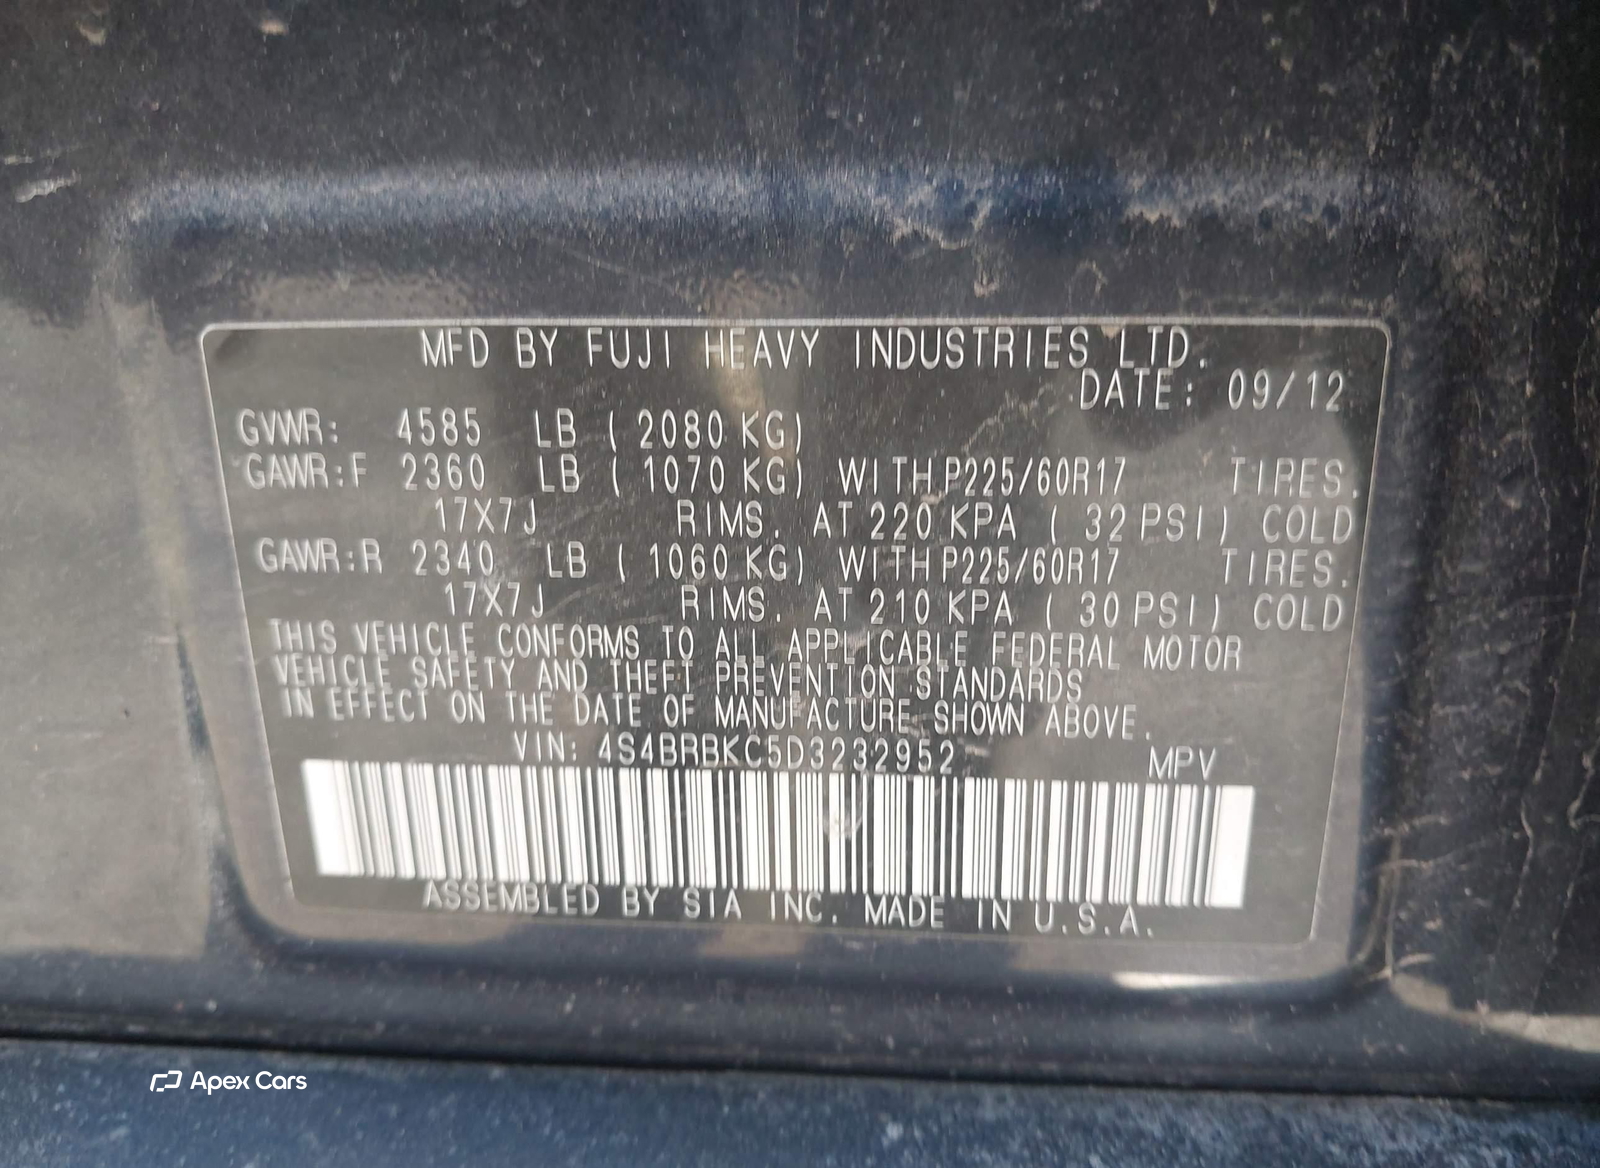 MFD BY FUJI HEAVY INDUSTRIES LTD.
DATE: 09/12
GVWR: 4585 LB ( 2080 KG)
GAWR:F 2360 LB ( 1070 KG) WITH P225/60R17 TIRES.
17X7J RIMS. AT 220 KPA ( 32 PSI) COLD
GAWR:R 2340 LB ( 1060 KG) WITH P225/60R17 TIRES.
17X7J RIMS. AT 210 KPA ( 30 PSI) COLD
THIS VEHICLE CONFORMS TO ALL APPLICABLE FEDERAL MOTOR
VEHICLE SAFETY AND THEFT PREVENTION STANDARDS
IN EFFECT ON THE DATE OF MANUFACTURE SHOWN ABOVE.
VIN: 4S4BRBKC5D3232952 MPV
ASSEMBLED BY SIA INC. MADE IN U.S.A.
Apex Cars